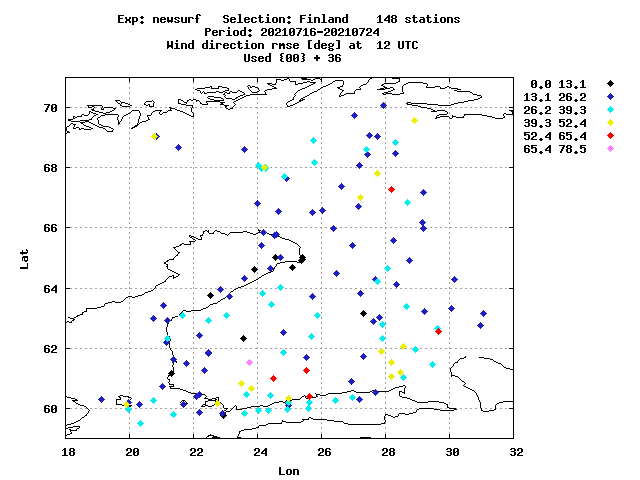 Exp: newsurf   Selection: Finland    148 stations
Period: 20210716-20210724
Wind direction rmse [deg] at  12 UTC
Used {00} + 36
0.0 13.1
13.1 26.2
26.2 39.3
39.3 52.4
52.4 65.4
65.4 78.5
70
68
66
64
62
60
Lat
18 20 22 24 26 28 30 32
Lon